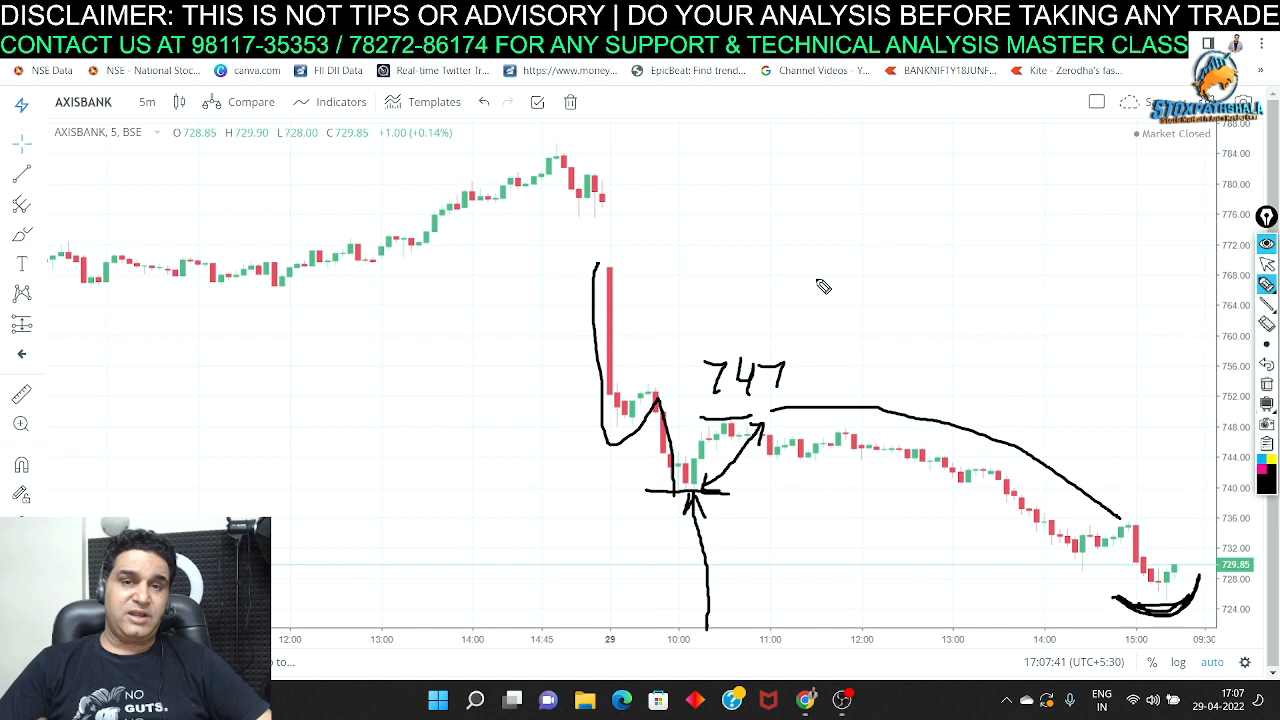 DISCLAIMER: THIS IS NOT TIPS OR ADVISORY | DO YOUR ANALYSIS BEFORE TAKING ANY TRADE
CONTACT US AT 98117-35353 / 78272-86174 FOR ANY SUPPORT & TECHNICAL ANALYSIS MASTER CLASS
NSE Data
NSE - National Stoc...
canva.com
FII DII Data
Real-time Twitter Tr...
https://www.money...
EpicBeat: Find trend...
Channel Videos - Y...
BANKNIFTY18JUNF...
Kite - Zerodha's fas...
»
STOXPATHSHALA
AXISBANK
5m
Compare
Indicators
Templates
AXISBANK, 5, BSE
O 728.85 H 729.90 L 728.00 C 729.85 +1.00 (+0.14%)
Market Closed
788.00
784.00
780.00
776.00
772.00
768.00
764.00
760.00
756.00
752.00
748.00
744.00
740.00
736.00
732.00
729.85
728.00
724.00
747
12:00
13:00
14:00
14:45
29
10:00
11:00
12:00
13:00
14:00
15:00
09:30
to...
% log auto
NO
GUTS.
ENG
IN
17:07
29-04-2022